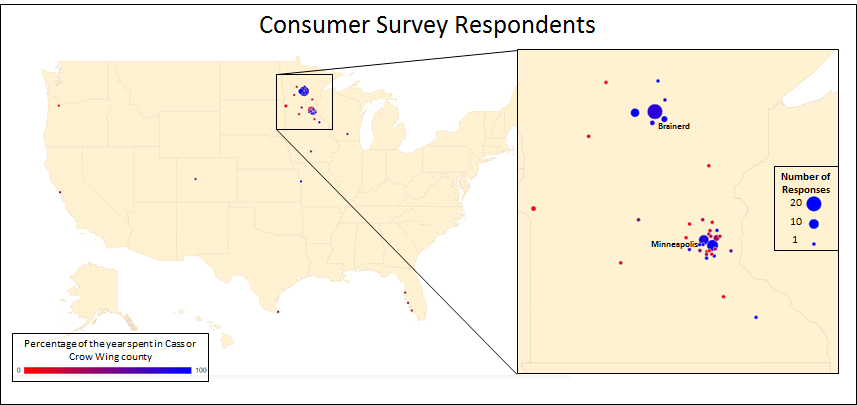 Consumer Survey Respondents
Brainerd
Number of
Responses
20
10
1
Minneapolis
Percentage of the year spent in Cass or
Crow Wing county
0 100